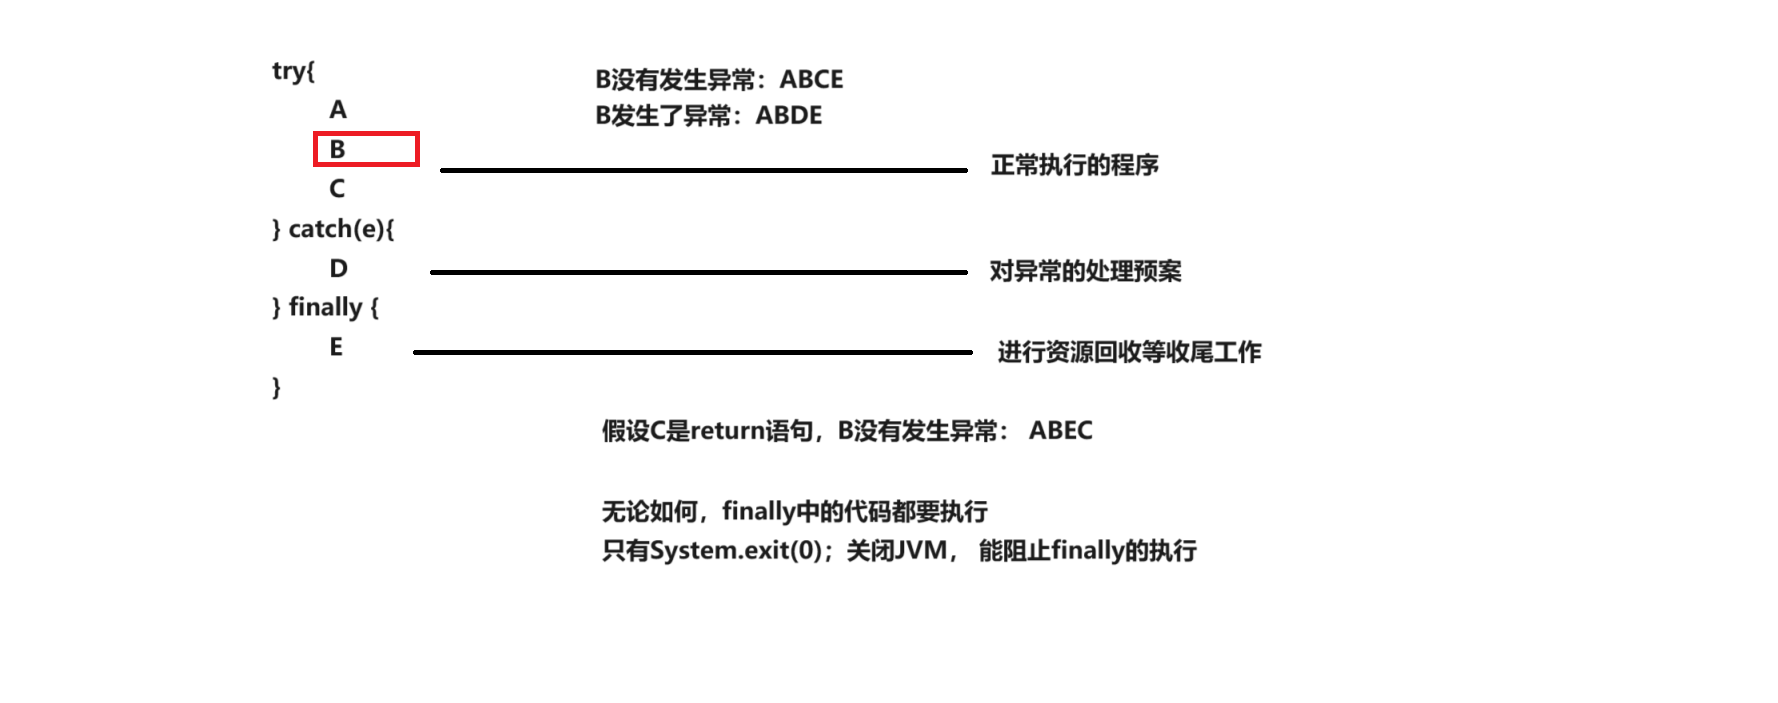 try{
A
B
C
} catch(e){
D
} finally {
E
}
B没有发生异常：ABCE
B发生了异常：ABDE
正常执行的程序
对异常的处理预案
进行资源回收等收尾工作
假设C是return语句，B没有发生异常： ABEC
无论如何，finally中的代码都要执行
只有System.exit(0)；关闭JVM， 能阻止finally的执行